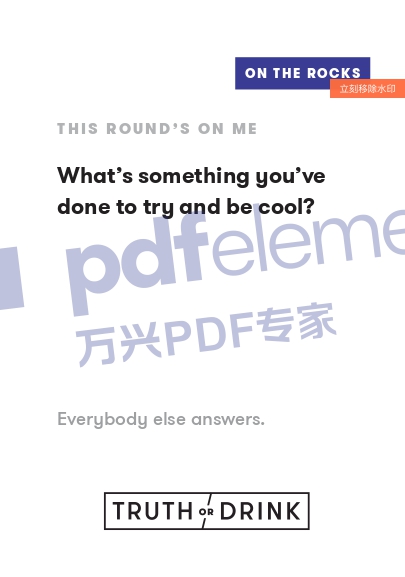 ON THE ROCKS
立刻移除水印
THIS ROUND’S ON ME
What’s something you’ve
done to try and be cool?
pdfeleme
万兴PDF专家
Everybody else answers.
TRUTH OR DRINK